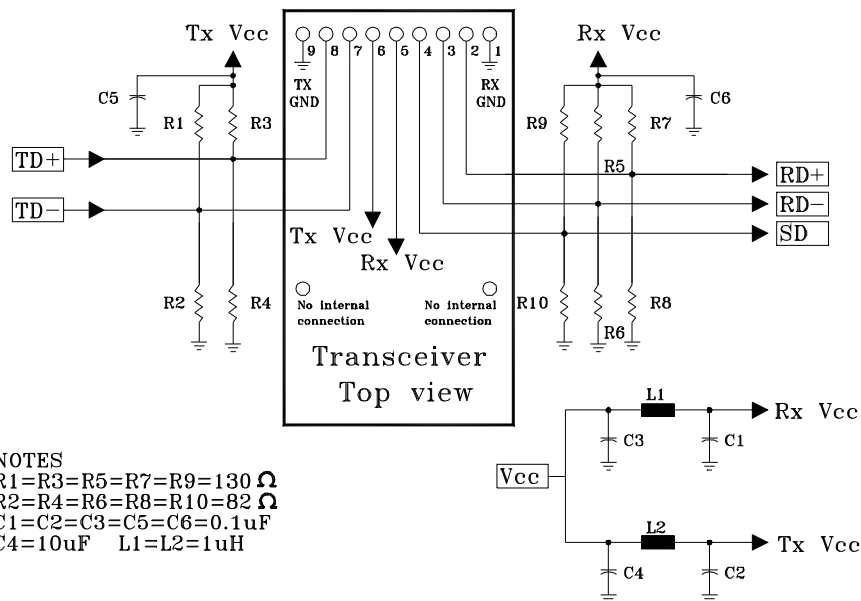 Tx Vcc
Rx Vcc
9 8 7 6 5 4 3 2 1
TX
GND
RX
GND
C5
R1
R3
R9
R7
C6
TD+
R5
RD+
TD-
RD-
SD
Tx Vcc
Rx Vcc
R2
R4
No internal
connection
No internal
connection
R10
R8
R6
Transceiver
Top view
L1
Rx Vcc
C3
C1
Vcc
L2
Tx Vcc
C4
C2
NOTES
R1=R3=R5=R7=R9=130 Ω
R2=R4=R6=R8=R10=82 Ω
C1=C2=C3=C5=C6=0.1uF
C4=10uF L1=L2=1uH